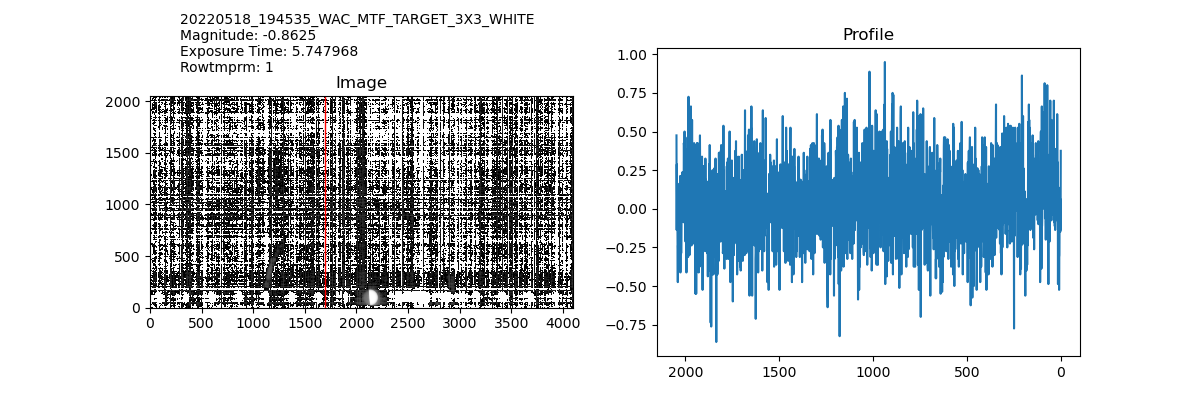 20220518_194535_WAC_MTF_TARGET_3X3_WHITE
Magnitude: -0.8625
Exposure Time: 5.747968
Rowtmprm: 1
Image
2000
1500
1000
500
0
0 500 1000 1500 2000 2500 3000 3500 4000
Profile
1.00
0.75
0.50
0.25
0.00
−0.25
−0.50
−0.75
2000 1500 1000 500 0